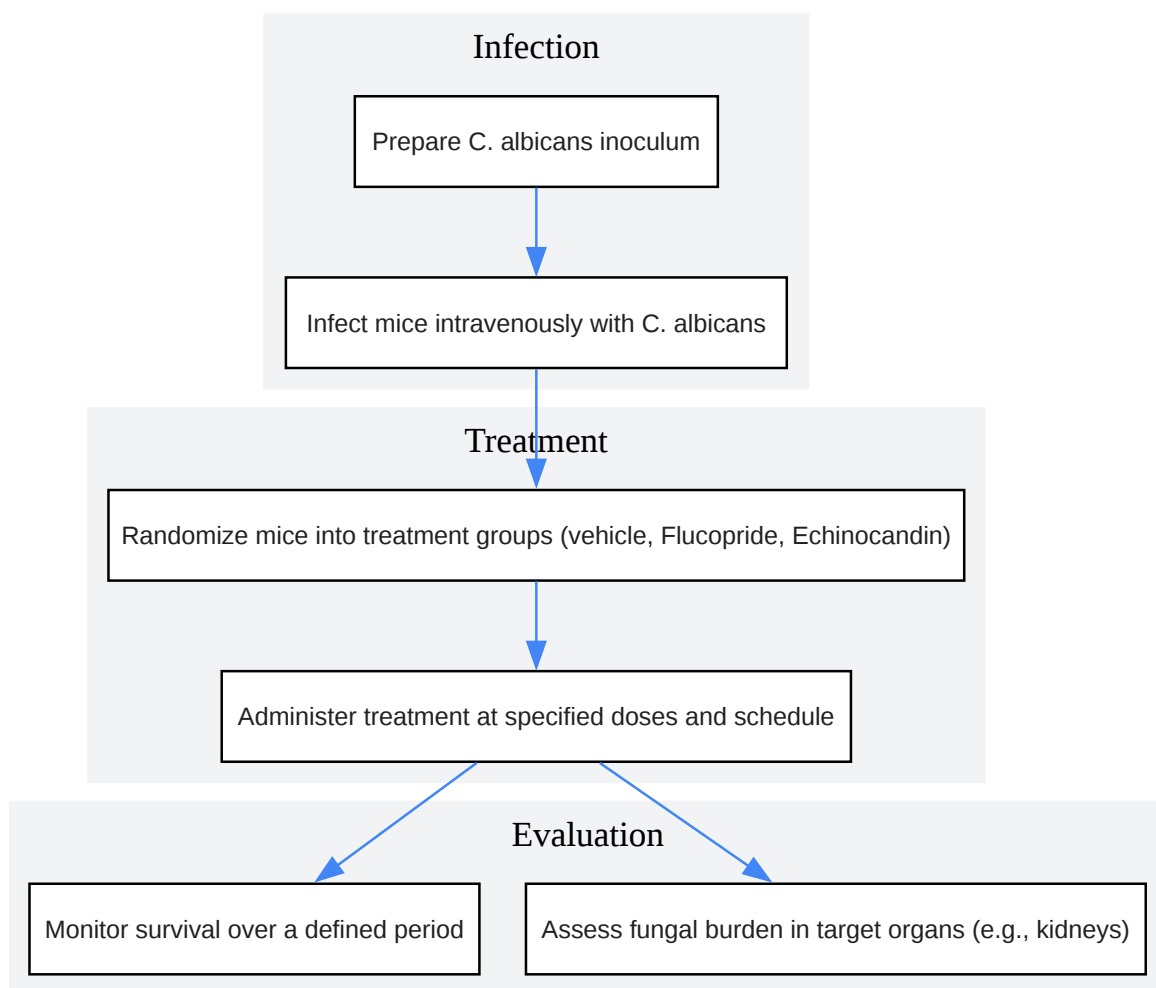 Infection
Prepare C. albicans inoculum
Infect mice intravenously with C. albicans
Treatment
Randomize mice into treatment groups (vehicle, Flucopride, Echinocandin)
Administer treatment at specified doses and schedule
Evaluation
Monitor survival over a defined period
Assess fungal burden in target organs (e.g., kidneys)